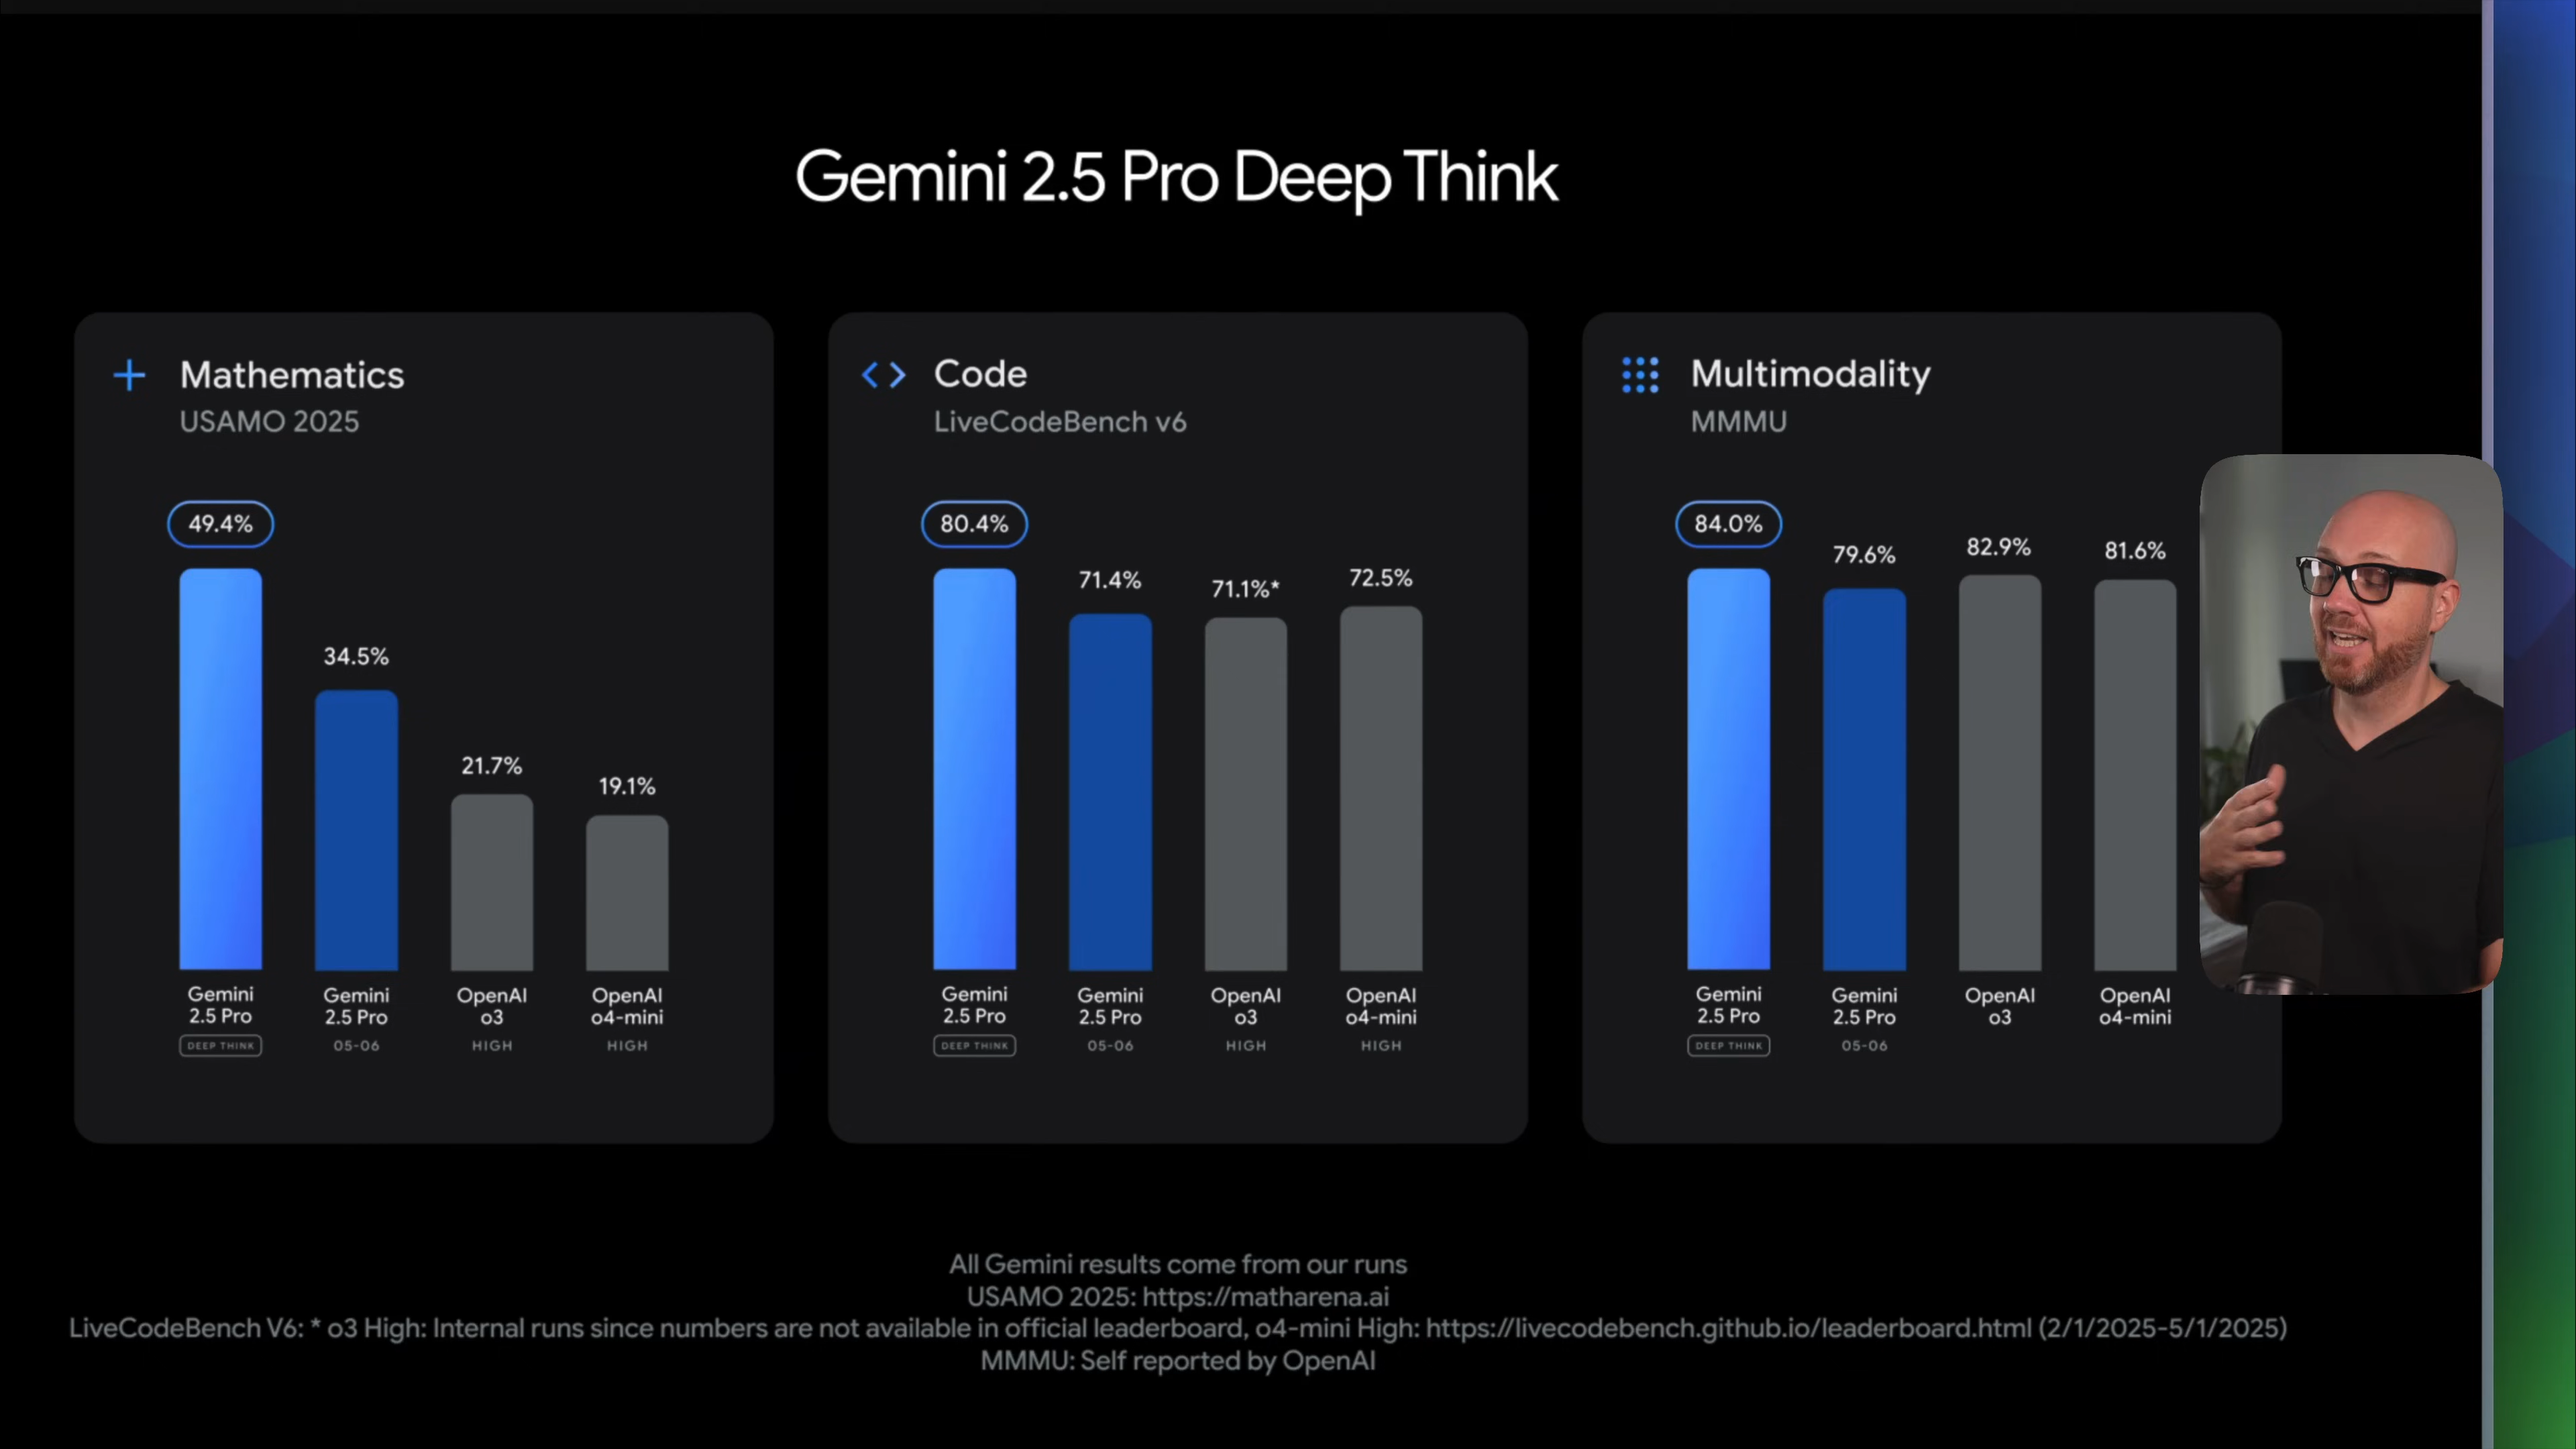 Gemini 2.5 Pro Deep Think
Mathematics
USAMO 2025
49.4%
34.5%
21.7%
19.1%
Gemini
2.5 Pro
DEEP THINK
Gemini
2.5 Pro
05-06
OpenAI
o3
HIGH
OpenAI
o4-mini
HIGH
Code
LiveCodeBench v6
80.4%
71.4%
71.1%*
72.5%
Gemini
2.5 Pro
DEEP THINK
Gemini
2.5 Pro
05-06
OpenAI
o3
HIGH
OpenAI
o4-mini
HIGH
Multimodality
MMMU
84.0%
79.6%
82.9%
81.6%
Gemini
2.5 Pro
DEEP THINK
Gemini
2.5 Pro
05-06
OpenAI
o3
OpenAI
o4-mini
All Gemini results come from our runs
USAMO 2025: https://matharena.ai
LiveCodeBench V6: * o3 High: Internal runs since numbers are not available in official leaderboard, o4-mini High: https://livecodebench.github.io/leaderboard.html (2/1/2025-5/1/2025)
MMMU: Self reported by OpenAI